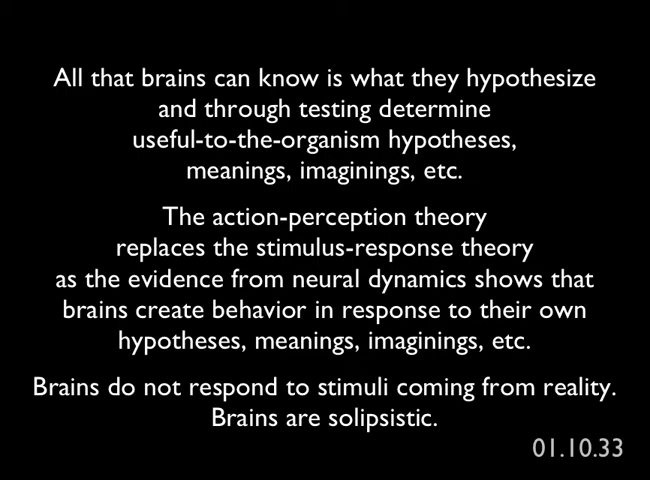 All that brains can know is what they hypothesize
and through testing determine
useful-to-the-organism hypotheses,
meanings, imaginings, etc.
The action-perception theory
replaces the stimulus-response theory
as the evidence from neural dynamics shows that
brains create behavior in response to their own
hypotheses, meanings, imaginings, etc.
Brains do not respond to stimuli coming from reality.
Brains are solipsistic.
01.10.33